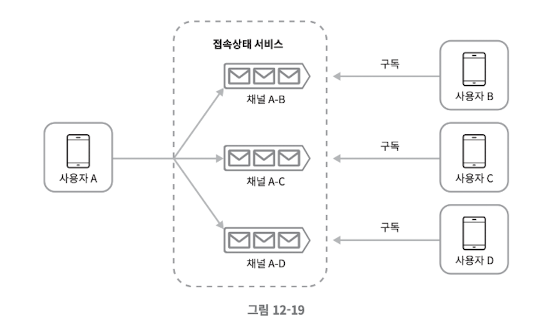 접속상태 서비스
채널 A-B
구독
사용자 B
사용자 A
채널 A-C
구독
사용자 C
채널 A-D
구독
사용자 D
그림 12-19